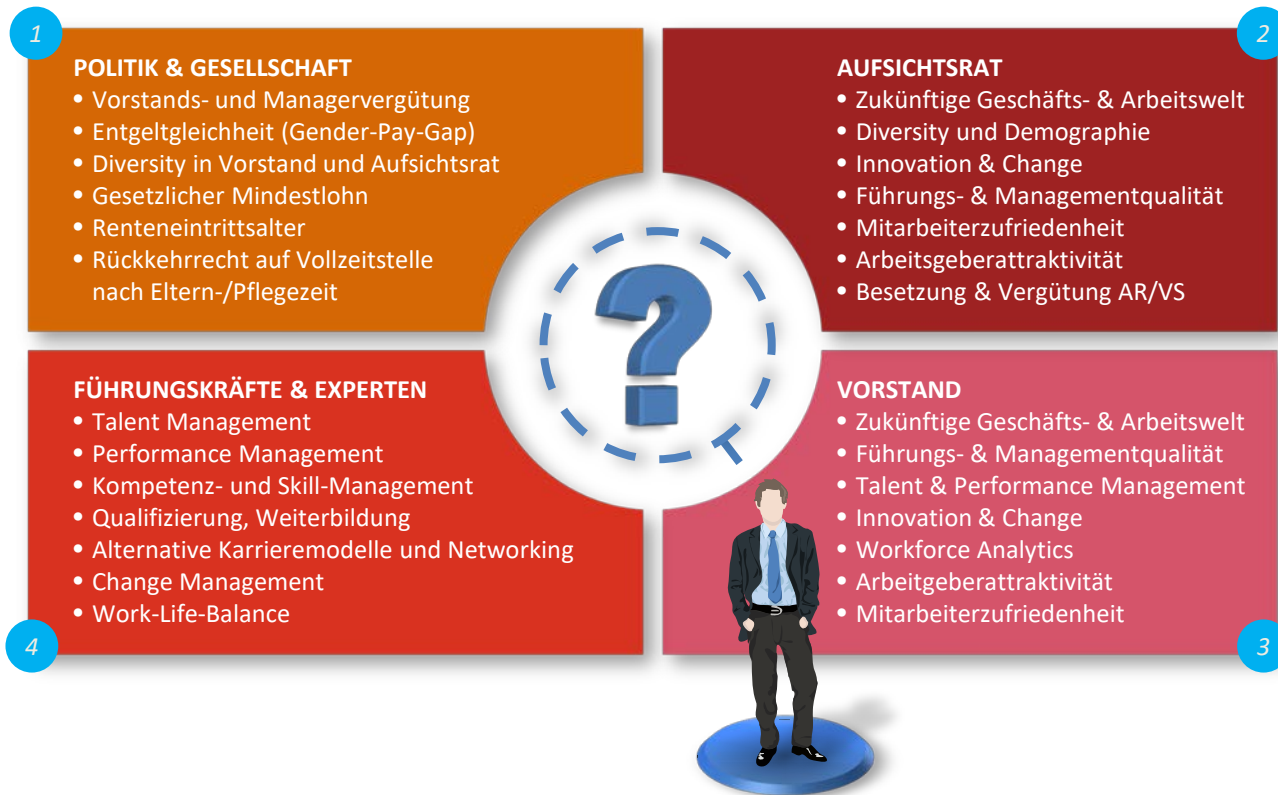 1
POLITIK & GESELLSCHAFT
• Vorstands- und Managervergütung
• Entgeltgleichheit (Gender-Pay-Gap)
• Diversity in Vorstand und Aufsichtsrat
• Gesetzlicher Mindestlohn
• Renteneintrittsalter
• Rückkehrrecht auf Vollzeitstelle
nach Eltern-/Pflegezeit
2
AUFSICHTSRAT
• Zukünftige Geschäfts- & Arbeitswelt
• Diversity und Demographie
• Innovation & Change
• Führungs- & Managementqualität
• Mitarbeiterzufriedenheit
• Arbeitsgeberattraktivität
• Besetzung & Vergütung AR/VS
?
FÜHRUNGSKRÄFTE & EXPERTEN
• Talent Management
• Performance Management
• Kompetenz- und Skill-Management
• Qualifizierung, Weiterbildung
• Alternative Karrieremodelle und Networking
• Change Management
• Work-Life-Balance
4
VORSTAND
• Zukünftige Geschäfts- & Arbeitswelt
• Führungs- & Managementqualität
• Talent & Performance Management
• Innovation & Change
• Workforce Analytics
• Arbeitgeberattraktivität
• Mitarbeiterzufriedenheit
3